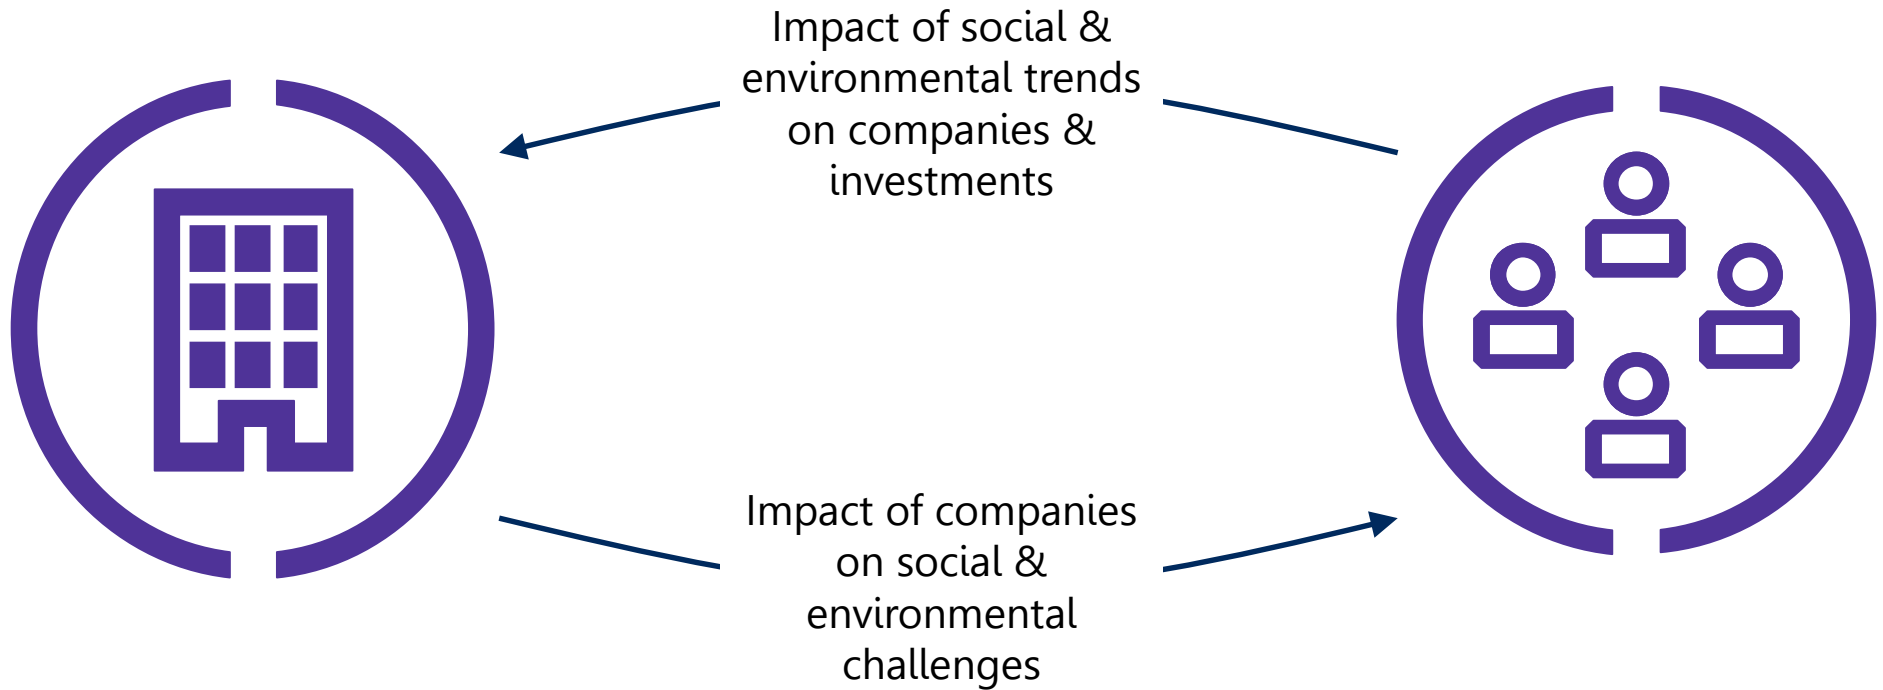 Impact of social &
environmental trends
on companies &
investments
Impact of companies
on social &
environmental
challenges